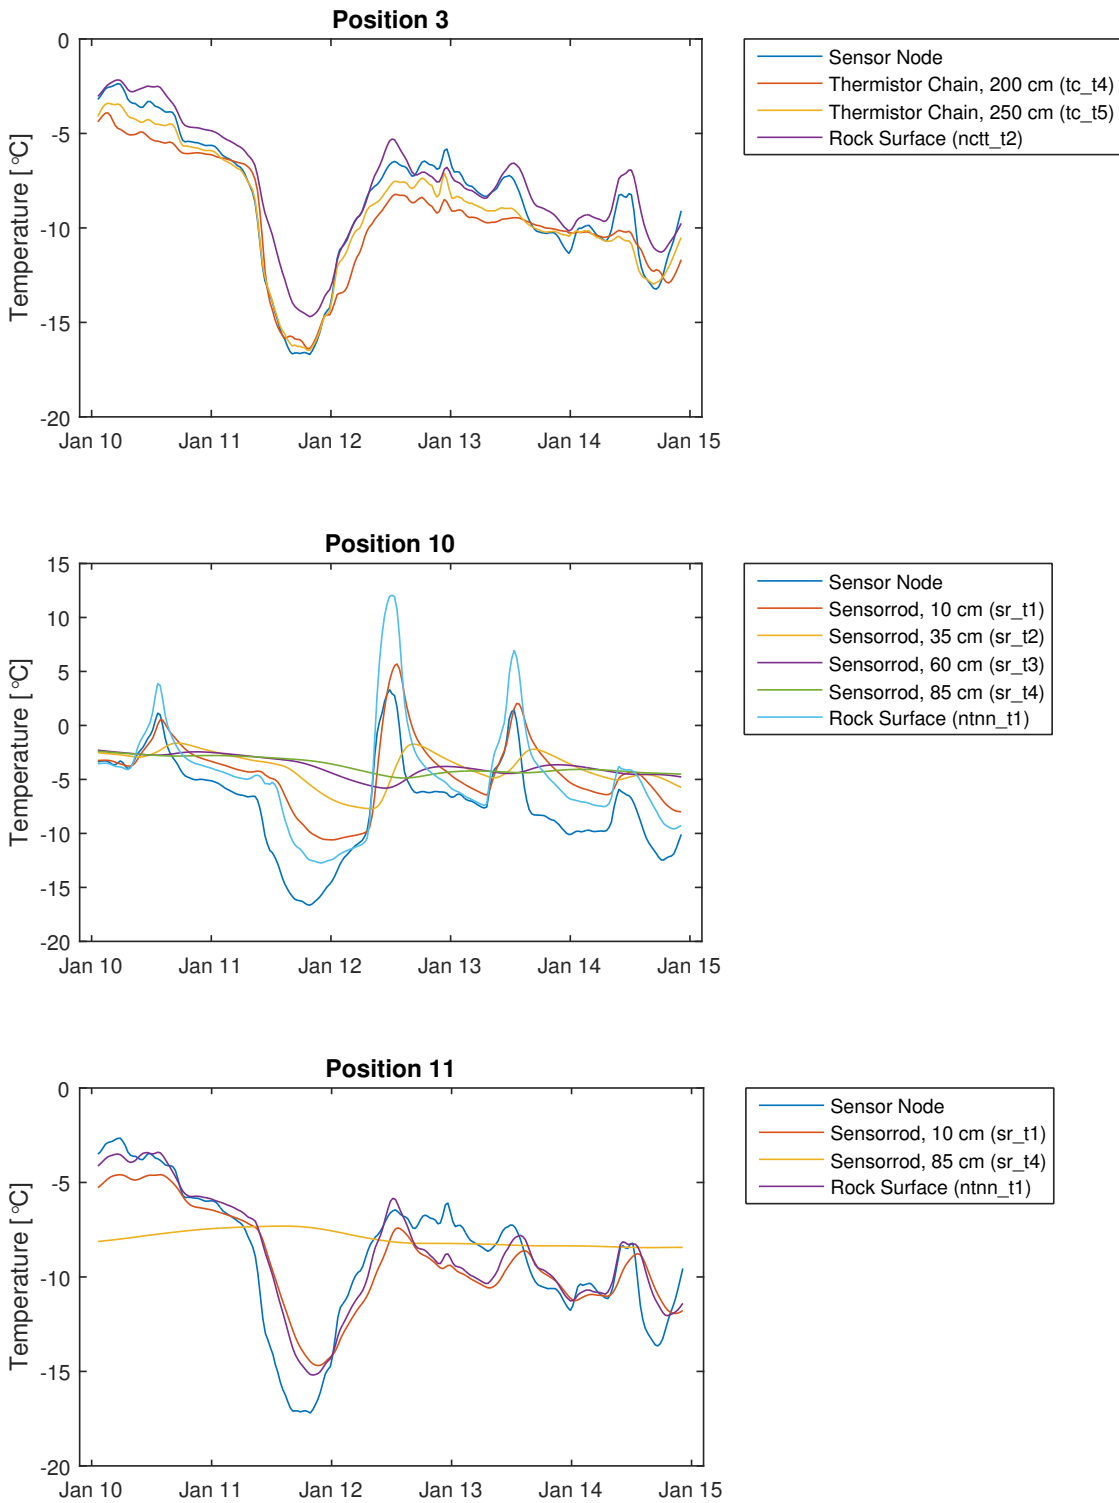 Position 3
Temperature [°C]
0
-5
-10
-15
-20
Jan 10 Jan 11 Jan 12 Jan 13 Jan 14 Jan 15
Sensor Node
Thermistor Chain, 200 cm (tc_t4)
Thermistor Chain, 250 cm (tc_t5)
Rock Surface (nctt_t2)
Position 10
Temperature [°C]
15
10
5
0
-5
-10
-15
-20
Jan 10 Jan 11 Jan 12 Jan 13 Jan 14 Jan 15
Sensor Node
Sensorrod, 10 cm (sr_t1)
Sensorrod, 35 cm (sr_t2)
Sensorrod, 60 cm (sr_t3)
Sensorrod, 85 cm (sr_t4)
Rock Surface (ntnn_t1)
Position 11
Temperature [°C]
0
-5
-10
-15
-20
Jan 10 Jan 11 Jan 12 Jan 13 Jan 14 Jan 15
Sensor Node
Sensorrod, 10 cm (sr_t1)
Sensorrod, 85 cm (sr_t4)
Rock Surface (ntnn_t1)